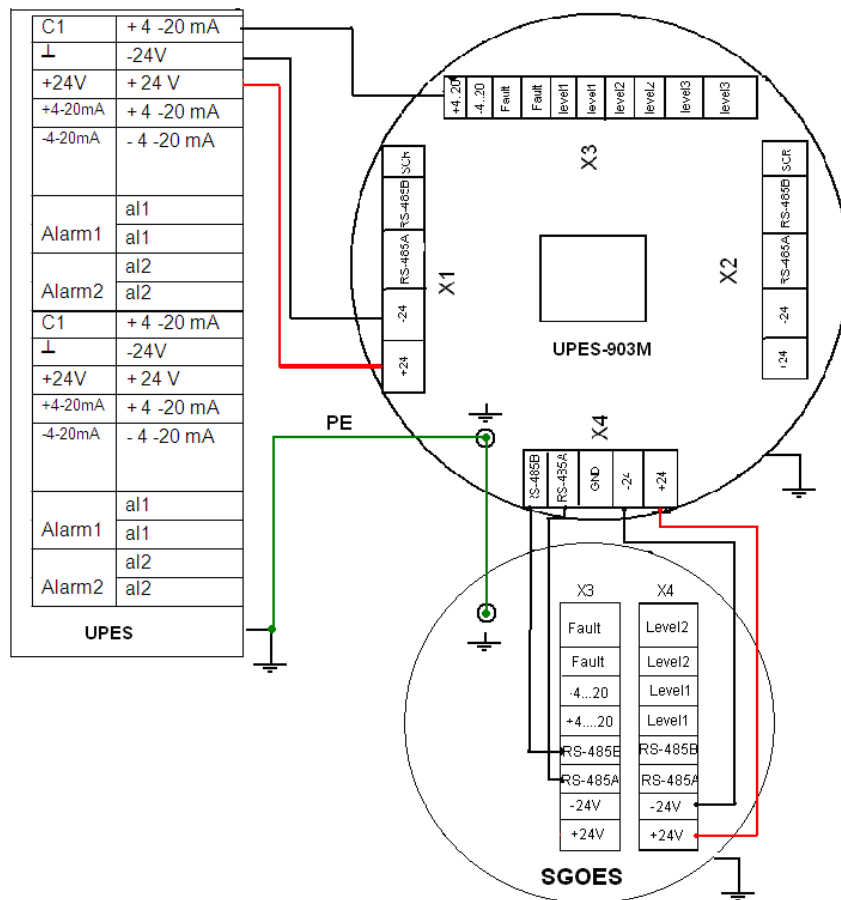 C1 +4 -20 mA
⊥ -24V
+24V +24 V
+4-20mA +4 -20 mA
-4-20mA - 4 -20 mA
Alarm1 al1
al1
Alarm2 al2
al2
C1 +4 -20 mA
⊥ -24V
+24V +24 V
+4-20mA +4 -20 mA
-4-20mA - 4 -20 mA
Alarm1 al1
al1
Alarm2 al2
al2
UPES
PE
+4..20 -4..20 Fault Fault level1 level1 level2 level2 level3 level3
X3
SCR
RS-485B
RS-485A
-24
+24
X1
X2
SCR
RS-485B
RS-485A
-24
+24
UPES-903M
X4
RS-485B RS-485A GND -24 +24
X3 X4
Fault Level2
Fault Level2
-4...20 Level1
+4....20 Level1
RS-485B RS-485B
RS-485A RS-485A
-24V -24V
+24V +24V
SGOES